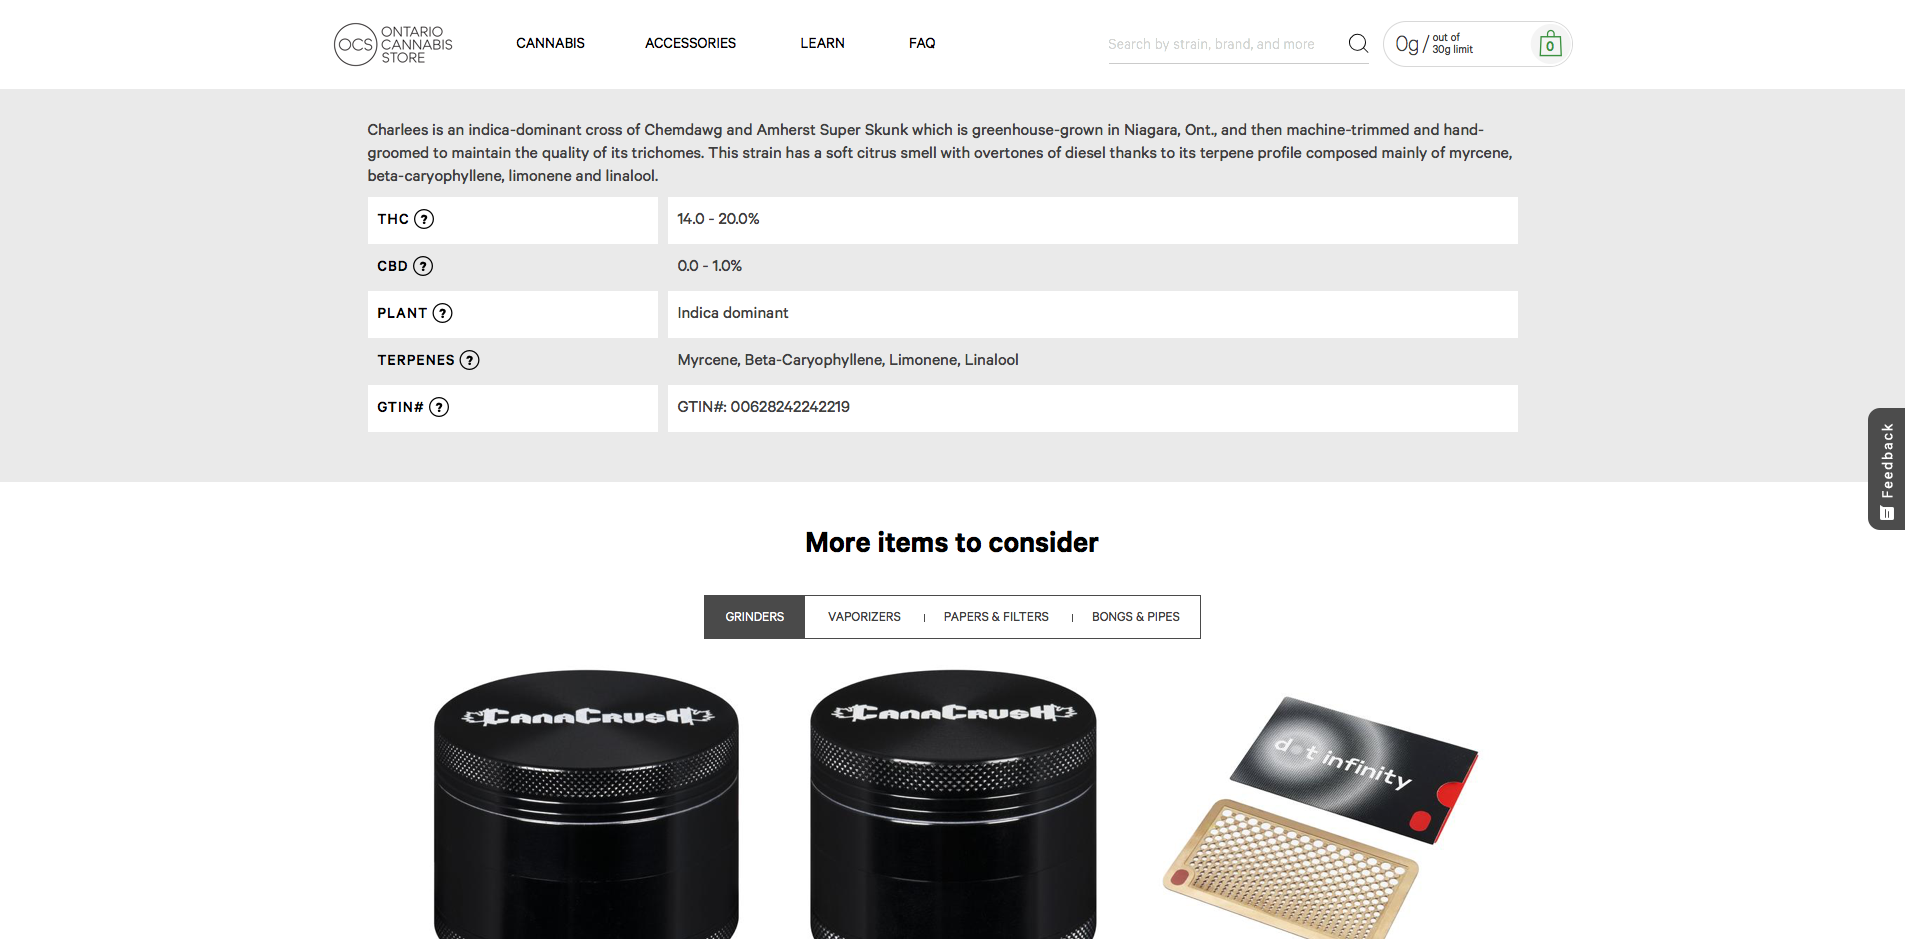 OCS
ONTARIO
CANNABIS
STORE
CANNABIS
ACCESSORIES
LEARN
FAQ
Search by strain, brand, and more
0g / out of
30g limit
0
Charlees is an indica-dominant cross of Chemdawg and Amherst Super Skunk which is greenhouse-grown in Niagara, Ont., and then machine-trimmed and hand-
groomed to maintain the quality of its trichomes. This strain has a soft citrus smell with overtones of diesel thanks to its terpene profile composed mainly of myrcene,
beta-caryophyllene, limonene and linalool.
THC ? 14.0 - 20.0%
CBD ? 0.0 - 1.0%
PLANT ? Indica dominant
TERPENES ? Myrcene, Beta-Caryophyllene, Limonene, Linalool
GTIN# ? GTIN#: 00628242242219
Feedback
More items to consider
GRINDERS VAPORIZERS | PAPERS & FILTERS | BONGS & PIPES
CANACRUSH
CANACRUSH
dot infinity